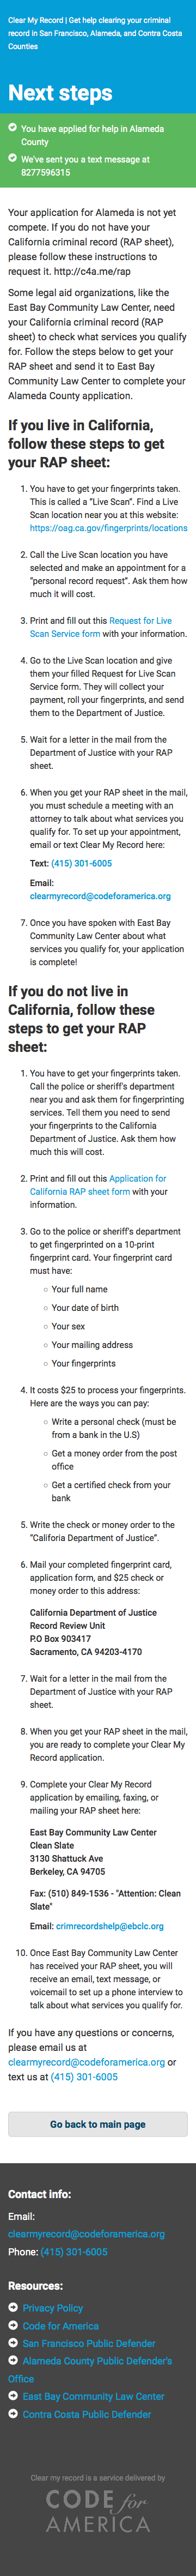 Clear My Record | Get help clearing your criminal
record in San Francisco, Alameda, and Contra Costa
Counties
Next steps
You have applied for help in Alameda
County
We've sent you a text message at
8277596315
Your application for Alameda is not yet
compete. If you do not have your
California criminal record (RAP sheet),
please follow these instructions to
request it. http://c4a.me/rap
Some legal aid organizations, like the
East Bay Community Law Center, need
your California criminal record (RAP
sheet) to check what services you qualify
for. Follow the steps below to get your
RAP sheet and send it to East Bay
Community Law Center to complete your
Alameda County application.
If you live in California,
follow these steps to get
your RAP sheet:
1. You have to get your fingerprints taken.
This is called a "Live Scan". Find a Live
Scan location near you at this website:
https://oag.ca.gov/fingerprints/locations
2. Call the Live Scan location you have
selected and make an appointment for a
"personal record request". Ask them how
much it will cost.
3. Print and fill out this Request for Live
Scan Service form with your information.
4. Go to the Live Scan location and give
them your filled Request for Live Scan
Service form. They will collect your
payment, roll your fingerprints, and send
them to the Department of Justice.
5. Wait for a letter in the mail from the
Department of Justice with your RAP
sheet.
6. When you get your RAP sheet in the mail,
you must schedule a meeting with an
attorney to talk about what services you
qualify for. To set up your appointment,
email or text Clear My Record here:
Text: (415) 301-6005
Email:
clearmyrecord@codeforamerica.org
7. Once you have spoken with East Bay
Community Law Center about what
services you qualify for, your application
is complete!
If you do not live in
California, follow these
steps to get your RAP
sheet:
1. You have to get your fingerprints taken.
Call the police or sheriff's department
near you and ask them for fingerprinting
services. Tell them you need to send
your fingerprints to the California
Department of Justice. Ask them how
much this will cost.
2. Print and fill out this Application for
California RAP sheet form with your
information.
3. Go to the police or sheriff's department
to get fingerprinted on a 10-print
fingerprint card. Your fingerprint card
must have:
Your full name
Your date of birth
Your sex
Your mailing address
Your fingerprints
4. It costs $25 to process your fingerprints.
Here are the ways you can pay:
Write a personal check (must be
from a bank in the U.S)
Get a money order from the post
office
Get a certified check from your
bank
5. Write the check or money order to the
"Califoria Department of Justice".
6. Mail your completed fingerprint card,
application form, and $25 check or
money order to this address:
California Department of Justice
Record Review Unit
P.O Box 903417
Sacramento, CA 94203-4170
7. Wait for a letter in the mail from the
Department of Justice with your RAP
sheet.
8. When you get your RAP sheet in the mail,
you are ready to complete your Clear My
Record application.
9. Complete your Clear My Record
application by emailing, faxing, or
mailing your RAP sheet here:
East Bay Community Law Center
Clean Slate
3130 Shattuck Ave
Berkeley, CA 94705
Fax: (510) 849-1536 - "Attention: Clean
Slate"
Email: crimrecordshelp@ebclc.org
10. Once East Bay Community Law Center
has received your RAP sheet, you will
receive an email, text message, or
voicemail to set up a phone interview to
talk about what services you qualify for.
If you have any questions or concerns,
please email us at
clearmyrecord@codeforamerica.org or
text us at (415) 301-6005
Go back to main page
Contact info:
Email:
clearmyrecord@codeforamerica.org
Phone: (415) 301-6005
Resources:
Privacy Policy
Code for America
San Francisco Public Defender
Alameda County Public Defender's
Office
East Bay Community Law Center
Contra Costa Public Defender
Clear my record is a service delivered by
CODE for
AMERICA